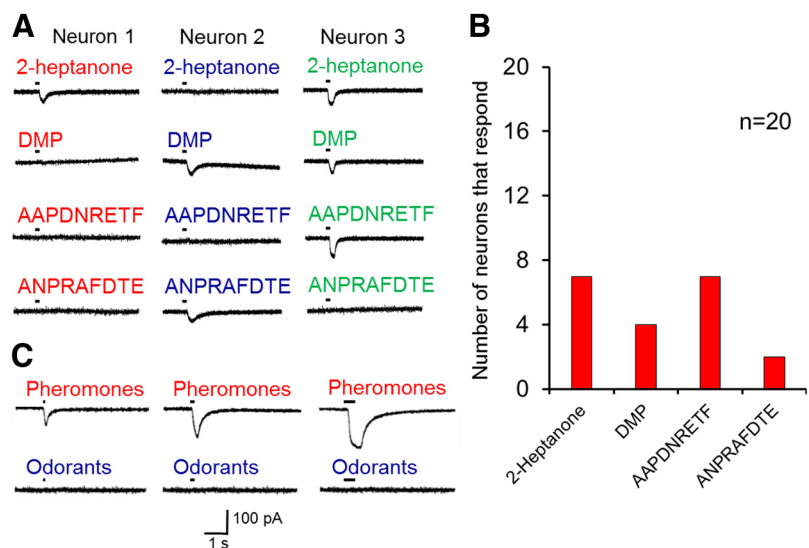 A
Neuron 1 Neuron 2 Neuron 3
2-heptanone 2-heptanone 2-heptanone
DMP DMP DMP
AAPDNRETF AAPDNRETF AAPDNRETF
ANPRAFDTE ANPRAFDTE ANPRAFDTE
C
Pheromones Pheromones Pheromones
Odorants Odorants Odorants
100 pA
1 s
B
Number of neurons that respond
20
16
12
8
4
0
n=20
2-Heptanone
DMP
AAPDNRETF
ANPRAFDTE